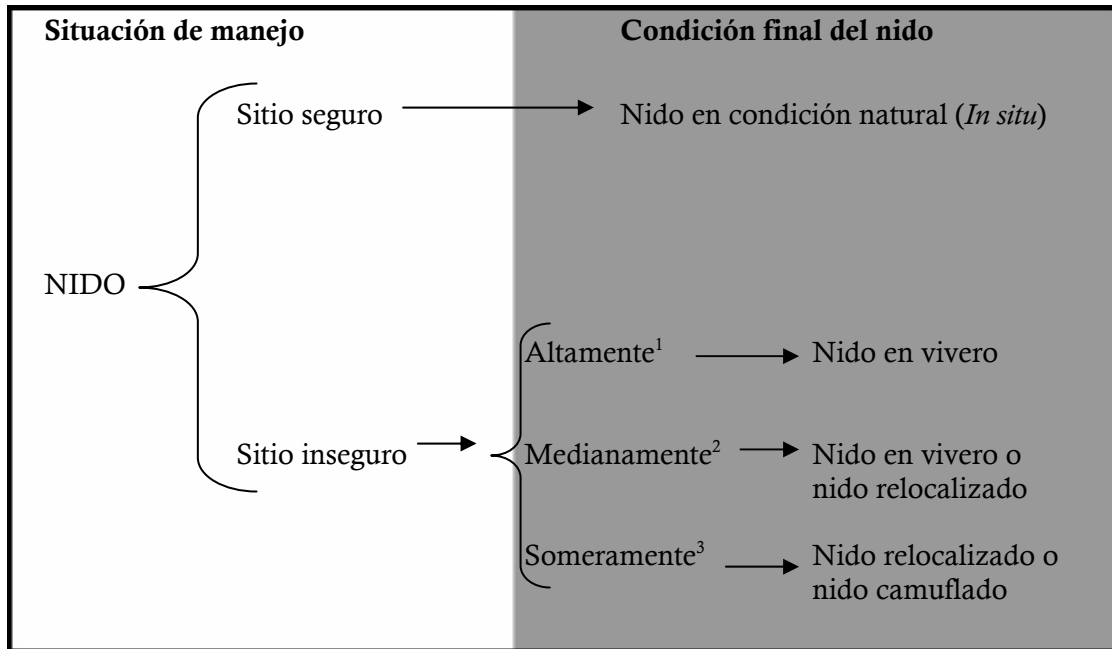 Situación de manejo
Condición final del nido
Sitio seguro
Nido en condición natural (In situ)
NIDO
Altamente1
Nido en vivero
Sitio inseguro
Medianamente2
Nido en vivero o
nido relocalizado
Someramente3
Nido relocalizado o
nido camuflado